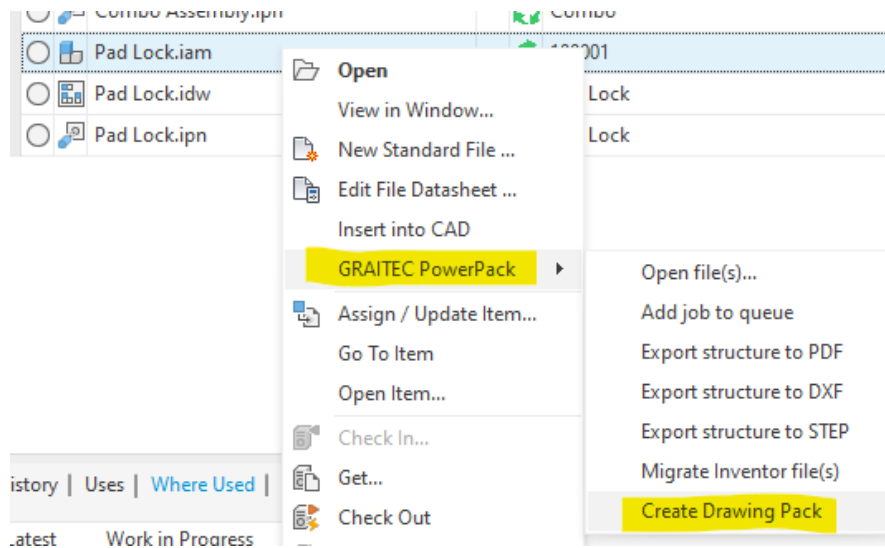 Combo Assembly.ipn Combo
Pad Lock.iam
Pad Lock.idw Lock
Pad Lock.ipn Lock
Open
View in Window...
New Standard File ...
Edit File Datasheet ...
Insert into CAD
GRAITEC PowerPack
Assign / Update Item...
Go To Item
Open Item...
Check In...
Get...
Check Out
Open file(s)...
Add job to queue
Export structure to PDF
Export structure to DXF
Export structure to STEP
Migrate Inventor file(s)
Create Drawing Pack
istory | Uses | Where Used |
Latest Work in Progress